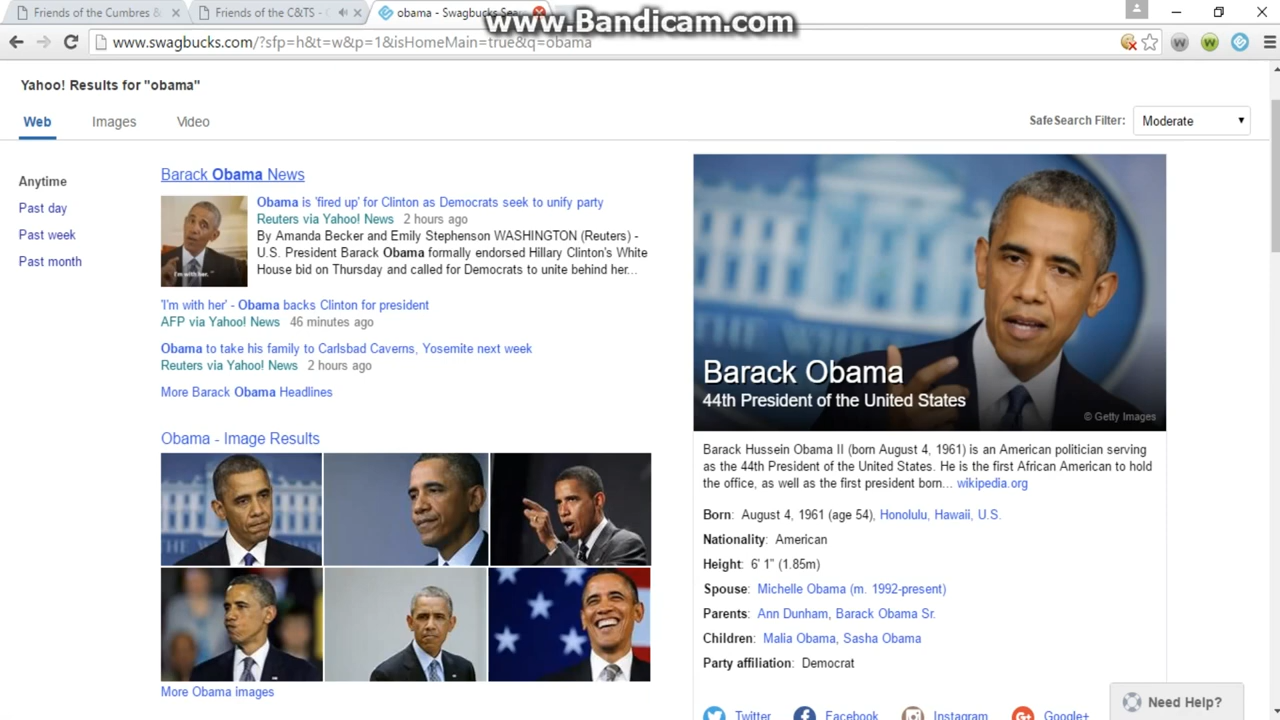 Friends of the Cumbres &
Friends of the C&TS -
obama - Swagbucks Sea
www.Bandicam.com
www.swagbucks.com/?sfp=h&t=w&p=1&isHomeMain=true&q=obama
Yahoo! Results for "obama"
Web
Images
Video
SafeSearch Filter:
Moderate
Anytime
Past day
Past week
Past month
Barack Obama News
Obama is 'fired up' for Clinton as Democrats seek to unify party
Reuters via Yahoo! News 2 hours ago
By Amanda Becker and Emily Stephenson WASHINGTON (Reuters) -
U.S. President Barack Obama formally endorsed Hillary Clinton's White
House bid on Thursday and called for Democrats to unite behind her...
I'm with her.
'I'm with her' - Obama backs Clinton for president
AFP via Yahoo! News 46 minutes ago
Obama to take his family to Carlsbad Caverns, Yosemite next week
Reuters via Yahoo! News 2 hours ago
More Barack Obama Headlines
Obama - Image Results
More Obama images
Barack Obama
44th President of the United States
© Getty Images
Barack Hussein Obama II (born August 4, 1961) is an American politician serving
as the 44th President of the United States. He is the first African American to hold
the office, as well as the first president born... wikipedia.org
Born: August 4, 1961 (age 54), Honolulu, Hawaii, U.S.
Nationality: American
Height: 6' 1" (1.85m)
Spouse: Michelle Obama (m. 1992-present)
Parents: Ann Dunham, Barack Obama Sr.
Children: Malia Obama, Sasha Obama
Party affiliation: Democrat
Twitter
Facebook
Instagram
Google+
Need Help?